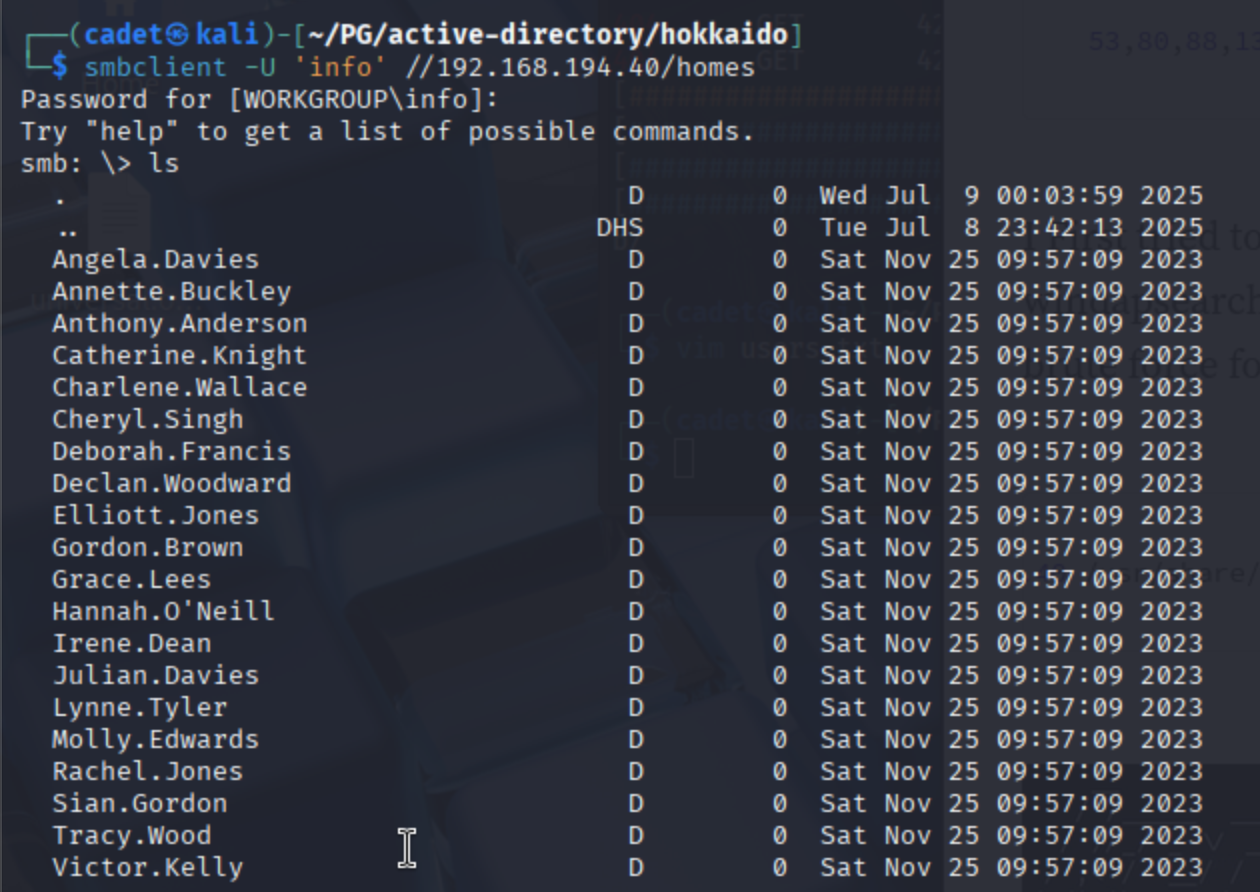 ┌──(cadet㉿kali)-[~/PG/active-directory/hokkaido]
└─$ smbclient -U 'info' //192.168.194.40/homes
Password for [WORKGROUP\info]:
Try "help" to get a list of possible commands.
smb: \> ls
. D 0 Wed Jul 9 00:03:59 2025
.. DHS 0 Tue Jul 8 23:42:13 2025
Angela.Davies D 0 Sat Nov 25 09:57:09 2023
Annette.Buckley D 0 Sat Nov 25 09:57:09 2023
Anthony.Anderson D 0 Sat Nov 25 09:57:09 2023
Catherine.Knight D 0 Sat Nov 25 09:57:09 2023
Charlene.Wallace D 0 Sat Nov 25 09:57:09 2023
Cheryl.Singh D 0 Sat Nov 25 09:57:09 2023
Deborah.Francis D 0 Sat Nov 25 09:57:09 2023
Declan.Woodward D 0 Sat Nov 25 09:57:09 2023
Elliott.Jones D 0 Sat Nov 25 09:57:09 2023
Gordon.Brown D 0 Sat Nov 25 09:57:09 2023
Grace.Lees D 0 Sat Nov 25 09:57:09 2023
Hannah.O'Neill D 0 Sat Nov 25 09:57:09 2023
Irene.Dean D 0 Sat Nov 25 09:57:09 2023
Julian.Davies D 0 Sat Nov 25 09:57:09 2023
Lynne.Tyler D 0 Sat Nov 25 09:57:09 2023
Molly.Edwards D 0 Sat Nov 25 09:57:09 2023
Rachel.Jones D 0 Sat Nov 25 09:57:09 2023
Sian.Gordon D 0 Sat Nov 25 09:57:09 2023
Tracy.Wood D 0 Sat Nov 25 09:57:09 2023
Victor.Kelly D 0 Sat Nov 25 09:57:09 2023